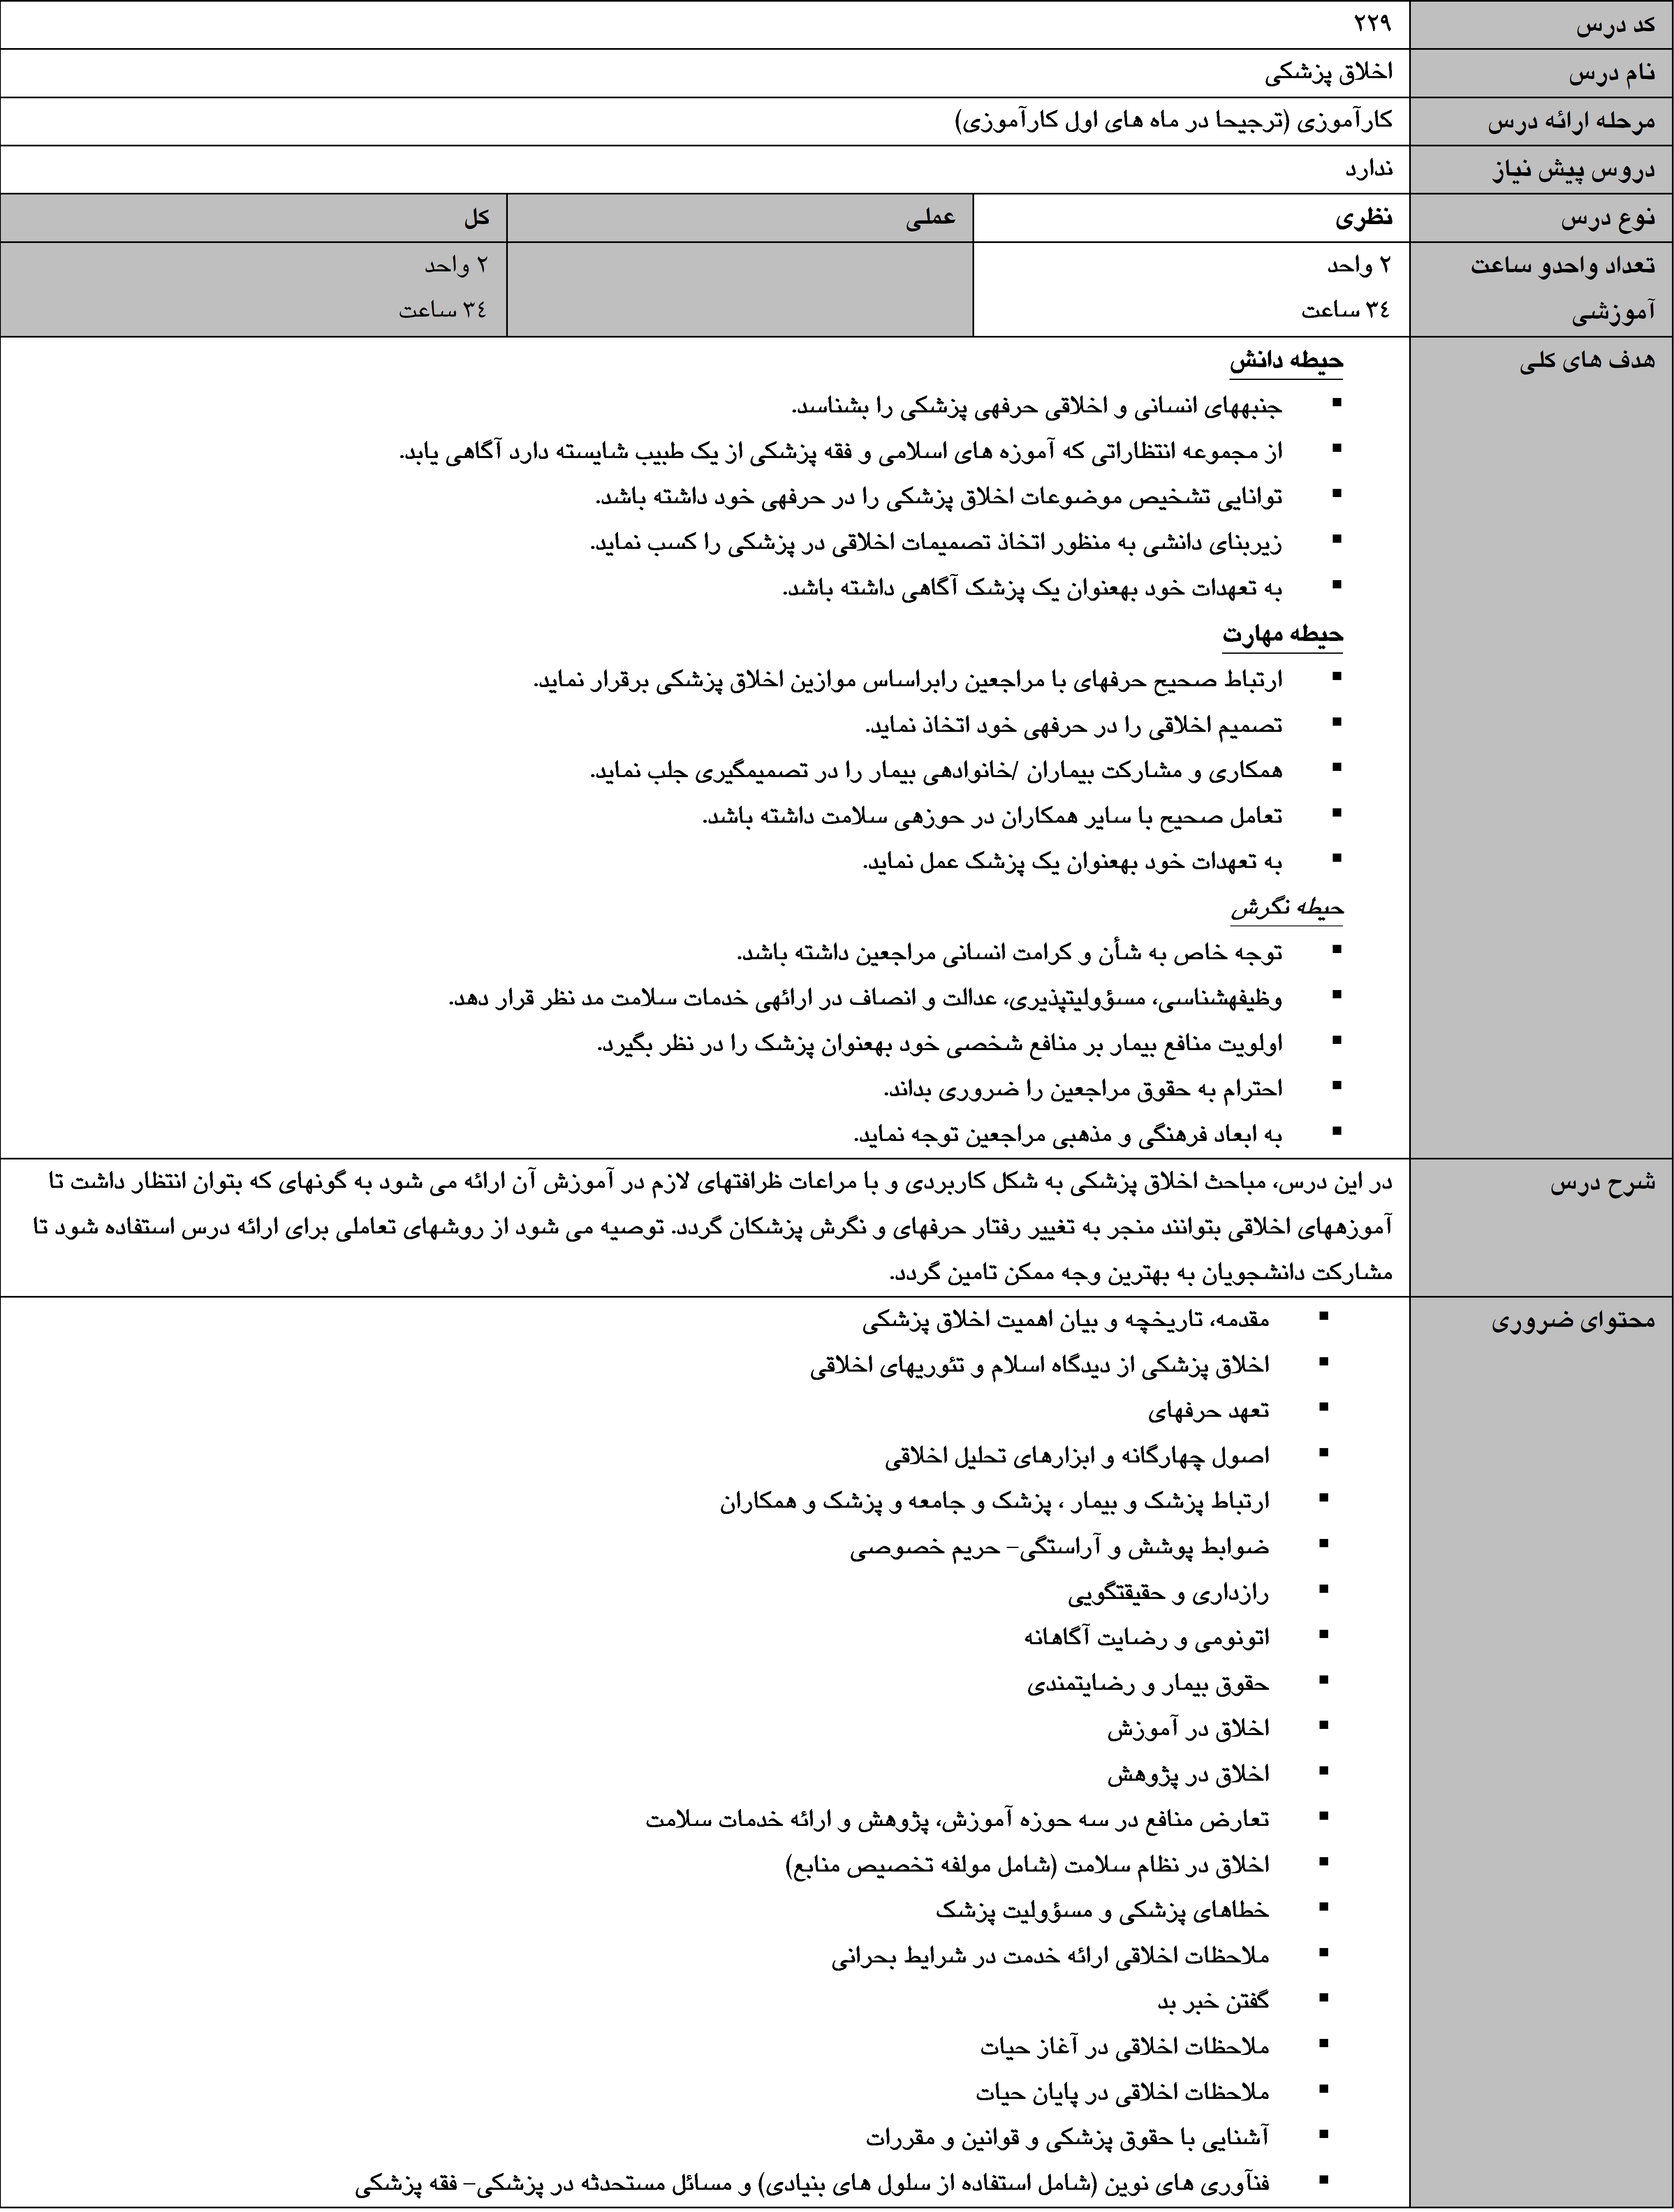 کد درس ۲۲۹
نام درس اخلاق پزشکی
مرحله ارائه درس کارآموزی (ترجیحا در ماه های اول کارآموزی)
دروس پیش نیاز ندارد
نوع درس نظری عملی کل
تعداد واحدو ساعت ۲ واحد ۲ واحد
آموزشی ۳٤ ساعت ۳٤ ساعت
هدف های کلی حیطه دانش
▪ جنبههای انسانی و اخلاقی حرفهی پزشکی را بشناسد.
▪ از مجموعه انتظاراتی که آموزه های اسلامی و فقه پزشکی از یک طبیب شایسته دارد آگاهی یابد.
▪ توانایی تشخیص موضوعات اخلاق پزشکی را در حرفهی خود داشته باشد.
▪ زیربنای دانشی به منظور اتخاذ تصمیمات اخلاقی در پزشکی را کسب نماید.
▪ به تعهدات خود بهعنوان یک پزشک آگاهی داشته باشد.
حیطه مهارت
▪ ارتباط صحیح حرفهای با مراجعین رابراساس موازین اخلاق پزشکی برقرار نماید.
▪ تصمیم اخلاقی را در حرفهی خود اتخاذ نماید.
▪ همکاری و مشارکت بیماران /خانوادهی بیمار را در تصمیمگیری جلب نماید.
▪ تعامل صحیح با سایر همکاران در حوزهی سلامت داشته باشد.
▪ به تعهدات خود بهعنوان یک پزشک عمل نماید.
حیطه نگرش
▪ توجه خاص به شأن و کرامت انسانی مراجعین داشته باشد.
▪ وظیفهشناسی، مسؤولیتپذیری، عدالت و انصاف در ارائهی خدمات سلامت مد نظر قرار دهد.
▪ اولویت منافع بیمار بر منافع شخصی خود بهعنوان پزشک را در نظر بگیرد.
▪ احترام به حقوق مراجعین را ضروری بداند.
▪ به ابعاد فرهنگی و مذهبی مراجعین توجه نماید.
شرح درس در این درس، مباحث اخلاق پزشکی به شکل کاربردی و با مراعات ظرافتهای لازم در آموزش آن ارائه می شود به گونهای که بتوان انتظار داشت تا
آموزههای اخلاقی بتوانند منجر به تغییر رفتار حرفهای و نگرش پزشکان گردد. توصیه می شود از روشهای تعاملی برای ارائه درس استفاده شود تا
مشارکت دانشجویان به بهترین وجه ممکن تامین گردد.
محتوای ضروری ▪ مقدمه، تاریخچه و بیان اهمیت اخلاق پزشکی
▪ اخلاق پزشکی از دیدگاه اسلام و تئوریهای اخلاقی
▪ تعهد حرفهای
▪ اصول چهارگانه و ابزارهای تحلیل اخلاقی
▪ ارتباط پزشک و بیمار ، پزشک و جامعه و پزشک و همکاران
▪ ضوابط پوشش و آراستگی– حریم خصوصی
▪ رازداری و حقیقتگویی
▪ اتونومی و رضایت آگاهانه
▪ حقوق بیمار و رضایتمندی
▪ اخلاق در آموزش
▪ اخلاق در پژوهش
▪ تعارض منافع در سه حوزه آموزش، پژوهش و ارائه خدمات سلامت
▪ اخلاق در نظام سلامت (شامل مولفه تخصیص منابع)
▪ خطاهای پزشکی و مسؤولیت پزشک
▪ ملاحظات اخلاقی ارائه خدمت در شرایط بحرانی
▪ گفتن خبر بد
▪ ملاحظات اخلاقی در آغاز حیات
▪ ملاحظات اخلاقی در پایان حیات
▪ آشنایی با حقوق پزشکی و قوانین و مقررات
▪ فنآوری های نوین (شامل استفاده از سلول های بنیادی) و مسائل مستحدثه در پزشکی– فقه پزشکی